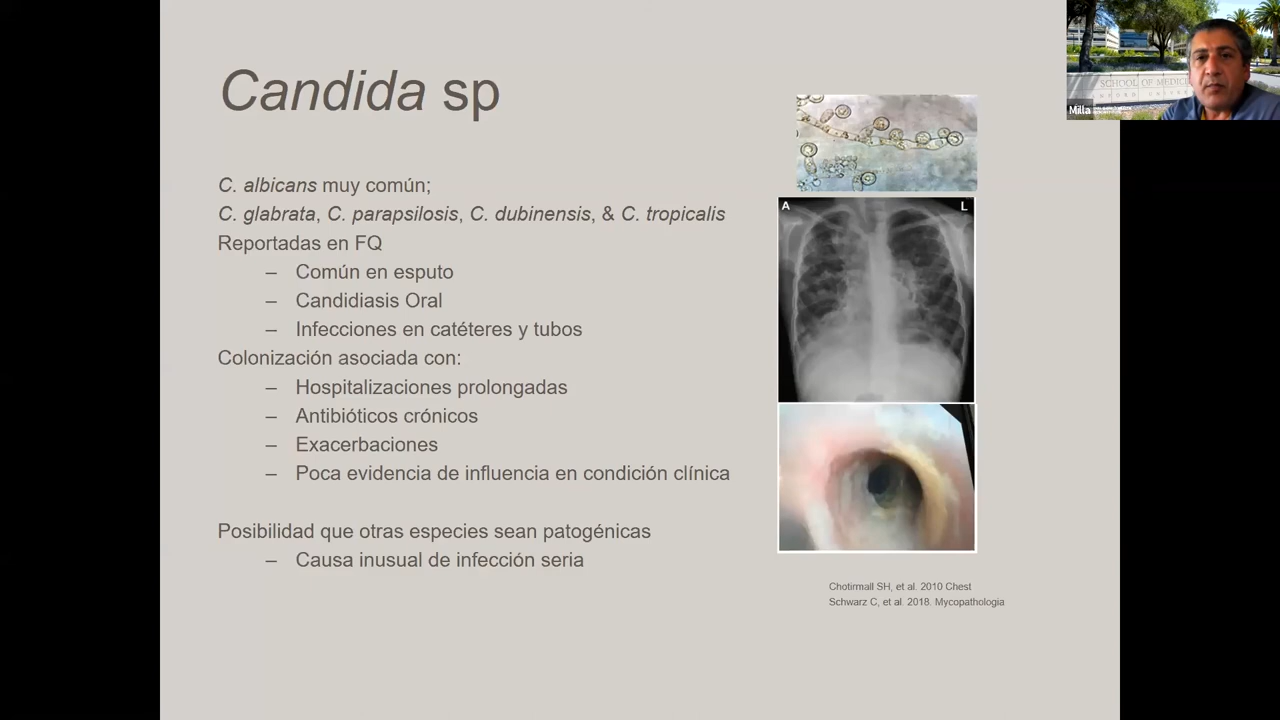 Candida sp
C. albicans muy común;
C. glabrata, C. parapsilosis, C. dubinensis, & C. tropicalis
Reportadas en FQ
– Común en esputo
– Candidiasis Oral
– Infecciones en catéteres y tubos
Colonización asociada con:
– Hospitalizaciones prolongadas
– Antibióticos crónicos
– Exacerbaciones
– Poca evidencia de influencia en condición clínica
Posibilidad que otras especies sean patogénicas
– Causa inusual de infección seria
A L
Chotirmall SH, et al. 2010 Chest
Schwarz C, et al. 2018. Mycopathologia
SCHOOL OF MEDIC
Milla